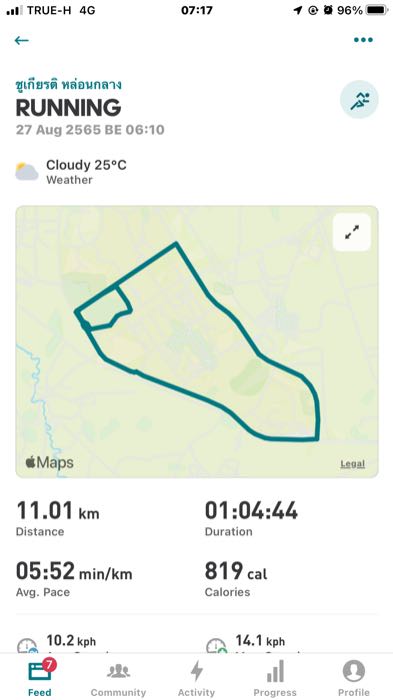 TRUE-H 4G 07:17 96%
ชูเกียรติ หล่อนกลาง
RUNNING
27 Aug 2565 BE 06:10
Cloudy 25°C
Weather
Maps Legal
11.01 km 01:04:44
Distance Duration
05:52 min/km 819 cal
Avg. Pace Calories
10.2 kph 14.1 kph
7
Feed Community Activity Progress Profile